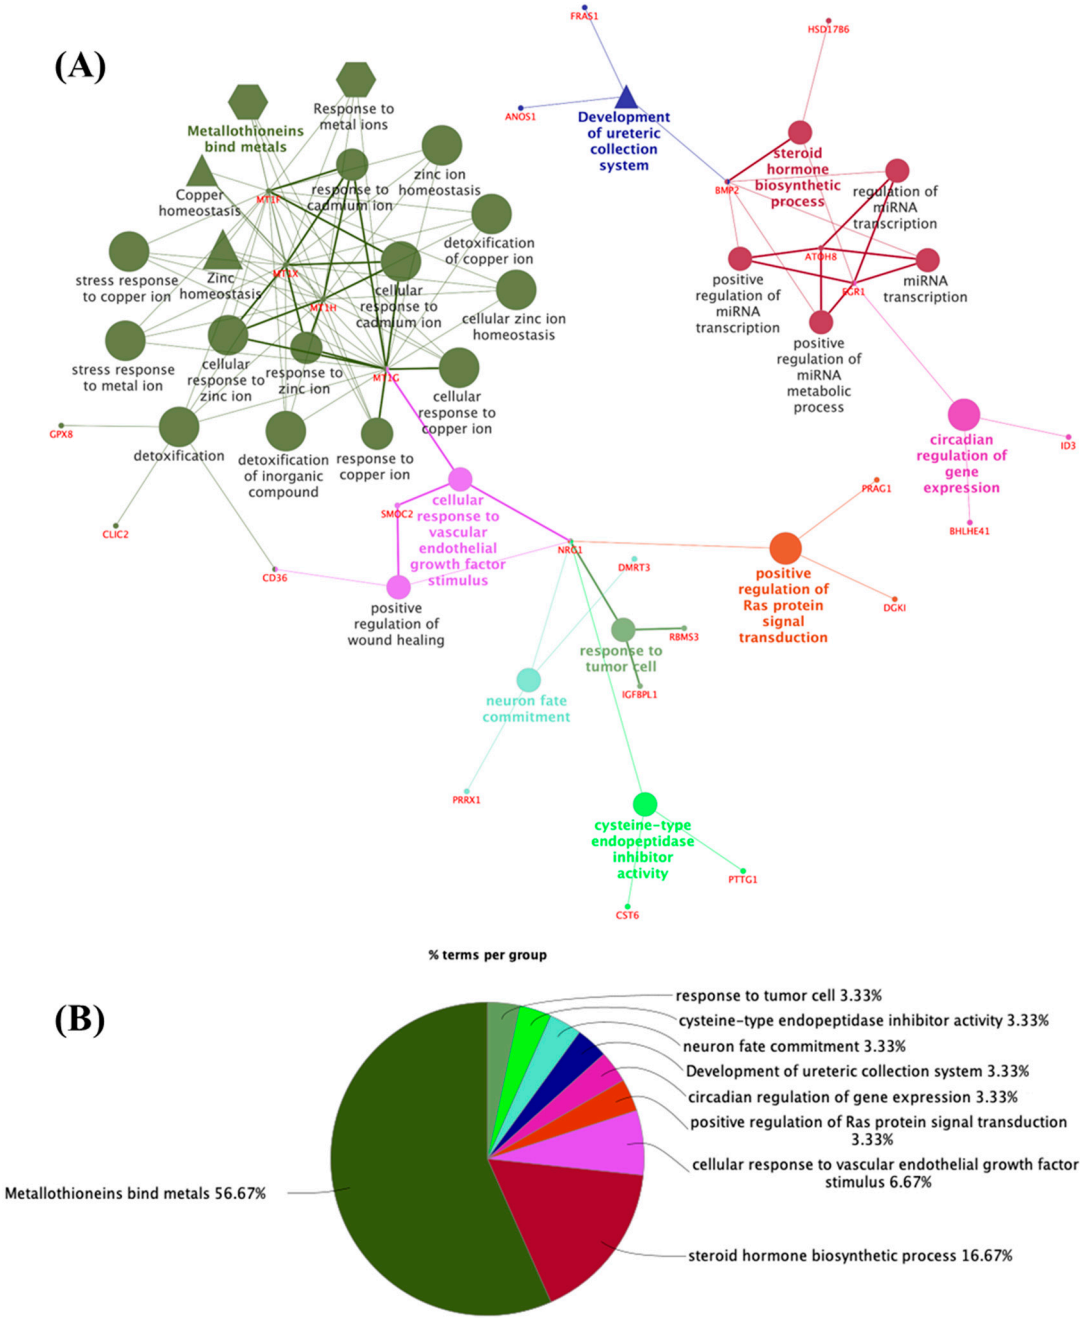 (A)
FRAS1
HSD17B6
ANOS1
Development
of ureteric
collection
system
Response to
metal ions
Metallothioneins
bind metals
steroid
hormone
biosynthetic
process
BMP2
regulation of
miRNA
transcription
zinc ion
homeostasis
response to
cadmium ion
Copper
homeostasis
MT1F
detoxification
of copper ion
ATOH8
EGR1
positive
regulation of
miRNA
transcription
miRNA
transcription
stress response
to copper ion
Zinc
homeostasis
MT1X
MT1H
cellular
response to
cadmium ion
cellular zinc ion
homeostasis
positive
regulation of
miRNA
metabolic
process
stress response
to metal ion
cellular
response to
zinc ion
response to
zinc ion
MT1G
cellular
response to
copper ion
GPX8
detoxification
detoxification
of inorganic
compound
response to
copper ion
circadian
regulation of
gene
expression
ID3
BHLHE41
PRAG1
CLIC2
SMOC2
cellular
response to
vascular
endothelial
growth factor
stimulus
NRG1
CD36
DMRT3
positive
regulation of
Ras protein
signal
transduction
DGKI
positive
regulation of
wound healing
response to
tumor cell
RBMS3
IGFBPL1
neuron fate
commitment
PRRX1
cysteine-type
endopeptidase
inhibitor
activity
PTTG1
CST6
% terms per group
(B)
response to tumor cell 3.33%
cysteine-type endopeptidase inhibitor activity 3.33%
neuron fate commitment 3.33%
Development of ureteric collection system 3.33%
circadian regulation of gene expression 3.33%
positive regulation of Ras protein signal transduction
3.33%
cellular response to vascular endothelial growth factor
stimulus 6.67%
Metallothioneins bind metals 56.67%
steroid hormone biosynthetic process 16.67%